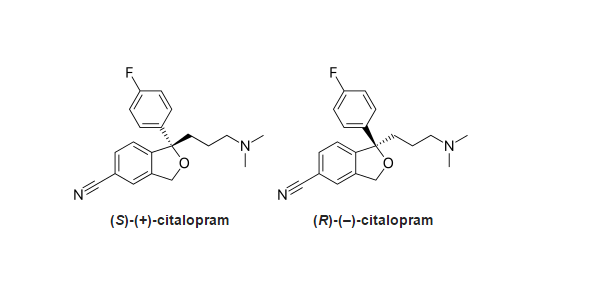 F
N
O
N≡
(S)-(+)-citalopram
F
N
O
N≡
(R)-(–)-citalopram